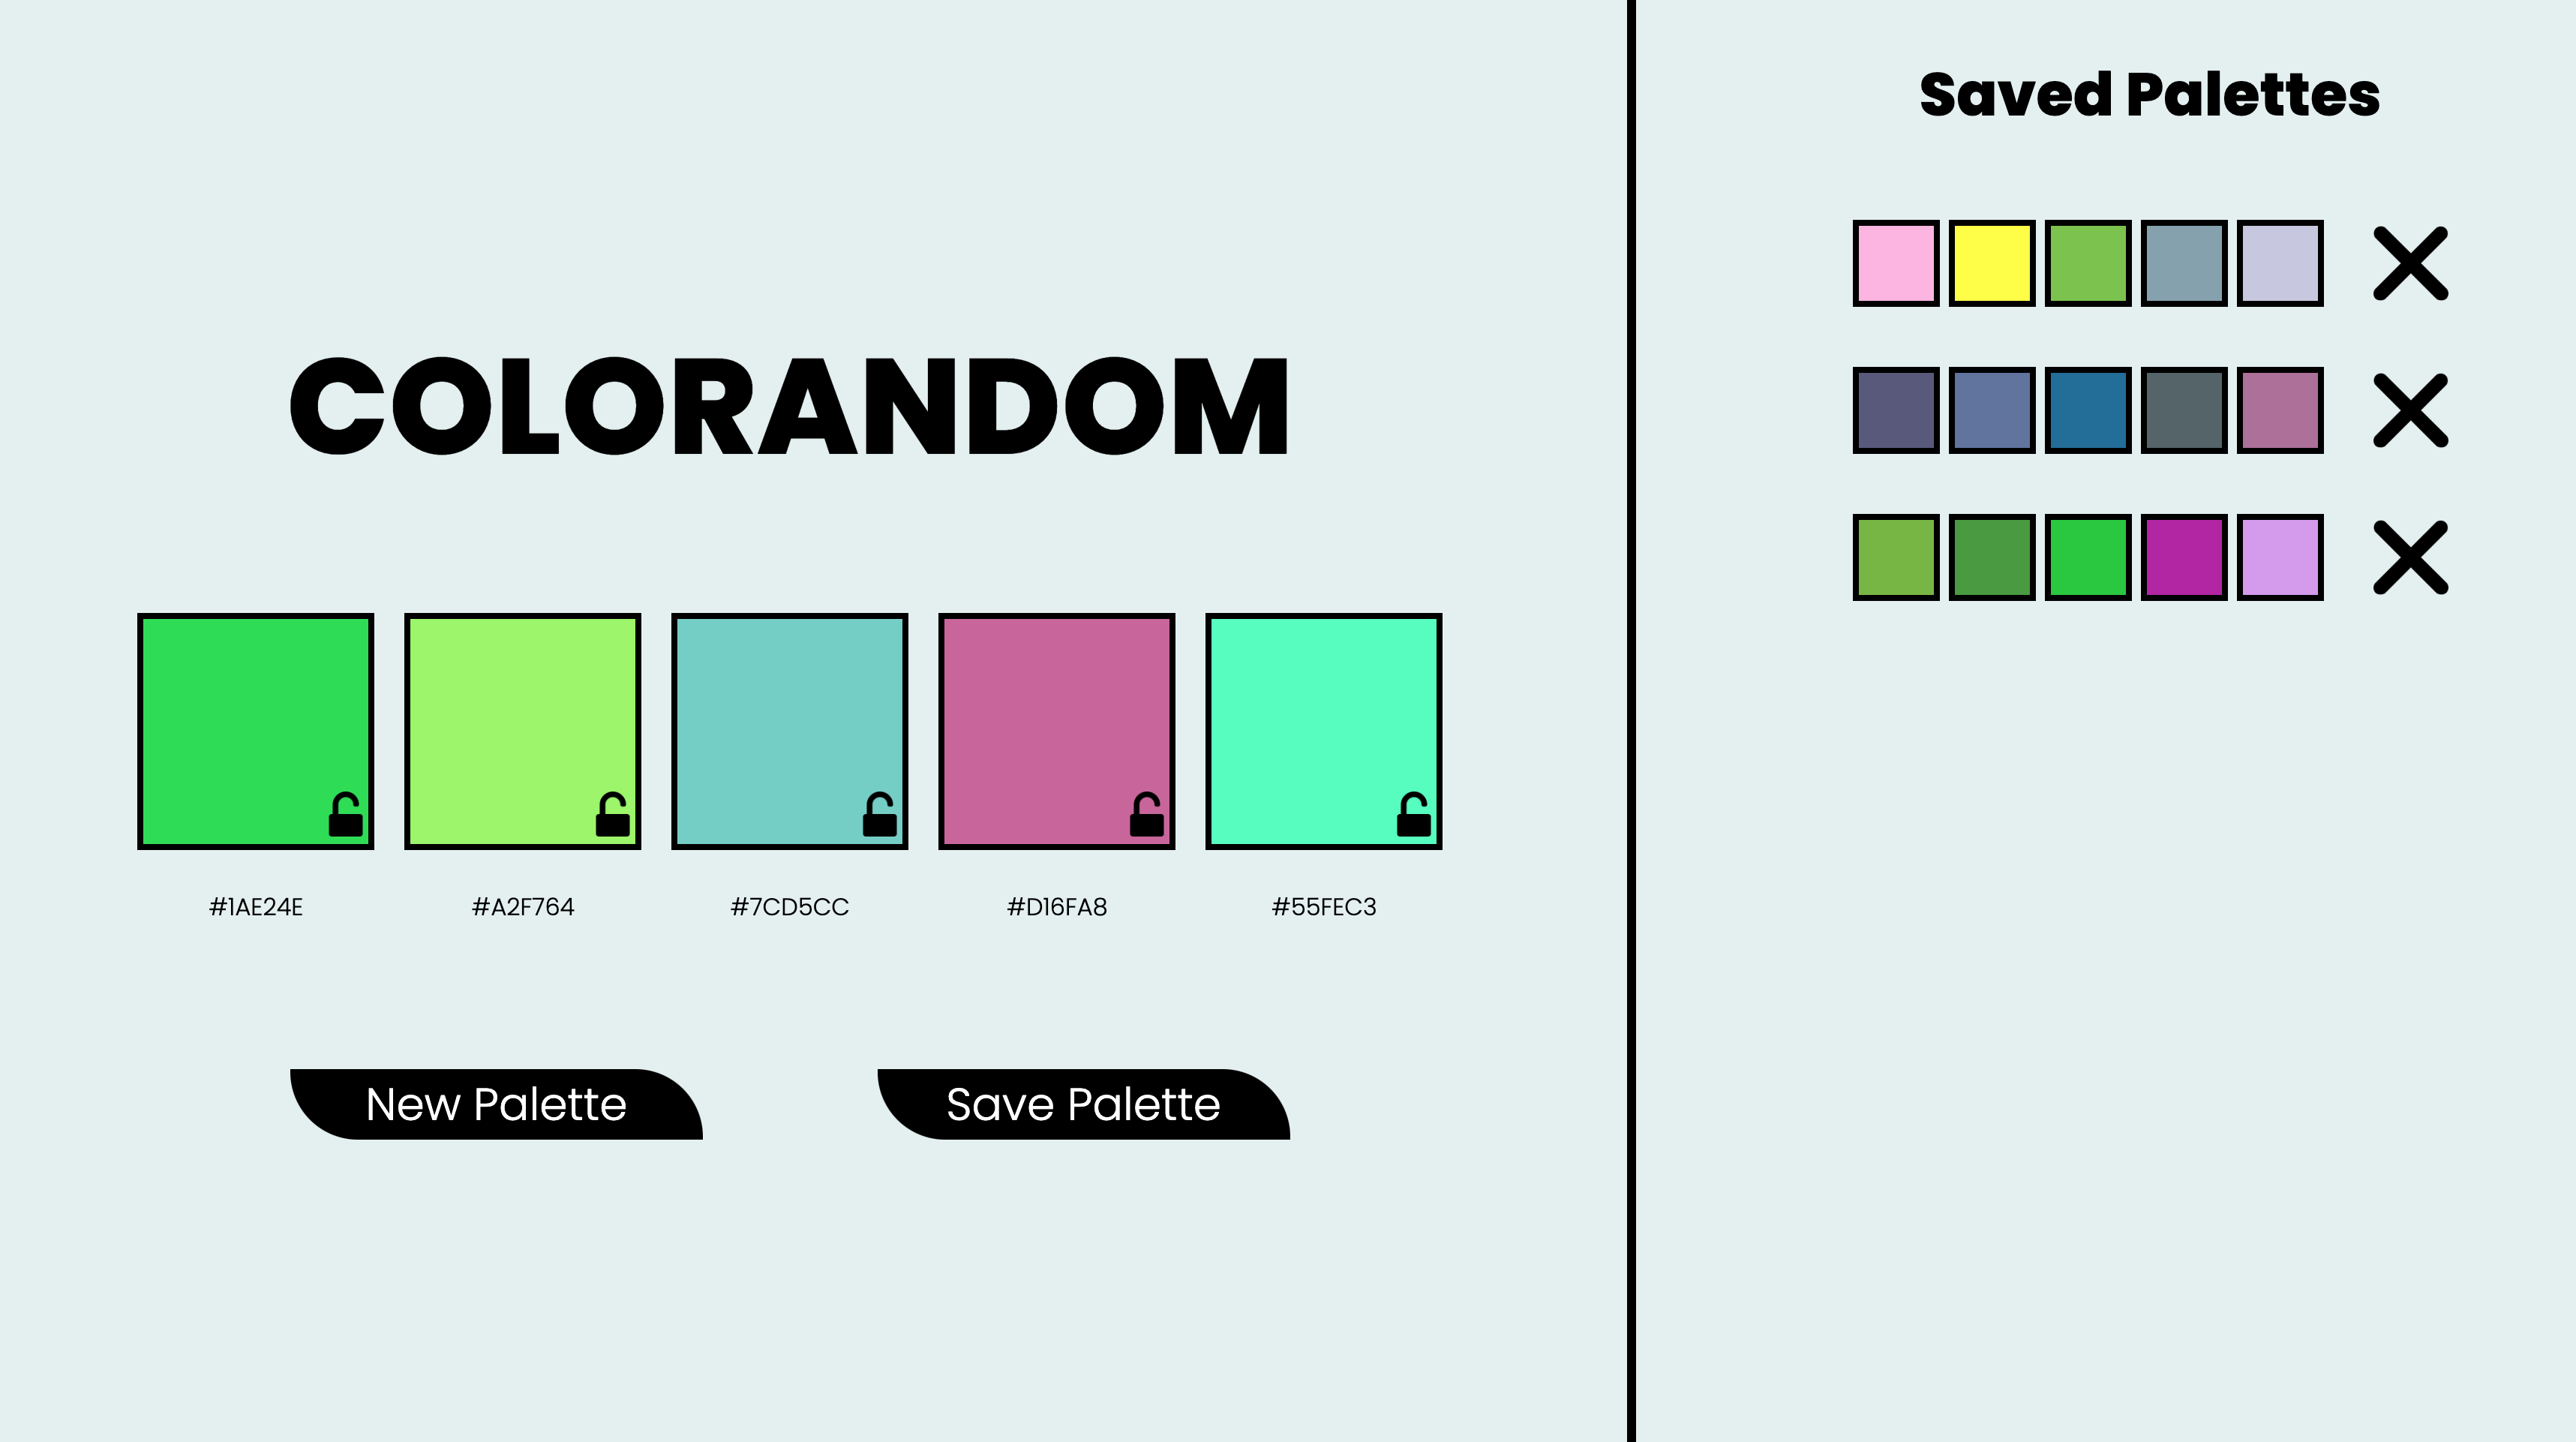 COLORANDOM
#1AE24E
#A2F764
#7CD5CC
#D16FA8
#55FEC3
New Palette
Save Palette
Saved Palettes